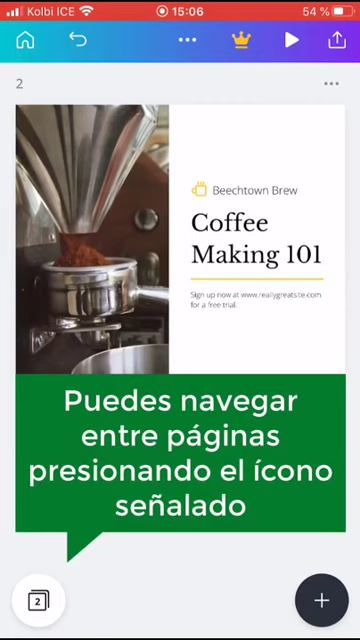 Kolbi ICE
15:06
54 %
2
Beechtown Brew
Coffee
Making 101
Sign up now at www.reallygreatsite.com
for a free trial.
Puedes navegar
entre páginas
presionando el ícono
señalado
2